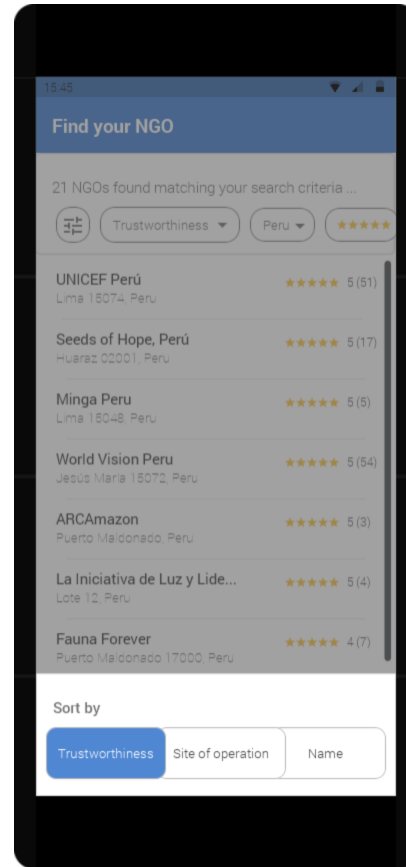 15:45
Find your NGO
21 NGOs found matching your search criteria ...
Trustworthiness Peru
UNICEF Perú 5 (51)
Lima 15074, Peru
Seeds of Hope, Perú 5 (17)
Huaraz 02001, Peru
Minga Peru 5 (5)
Lima 15048, Peru
World Vision Peru 5 (54)
Jesús María 15072, Peru
ARCAmazon 5 (3)
Puerto Maldonado, Peru
La Iniciativa de Luz y Lide... 5 (4)
Lote 12, Peru
Fauna Forever 4 (7)
Puerto Maldonado 17000, Peru
Sort by
Trustworthiness Site of operation Name